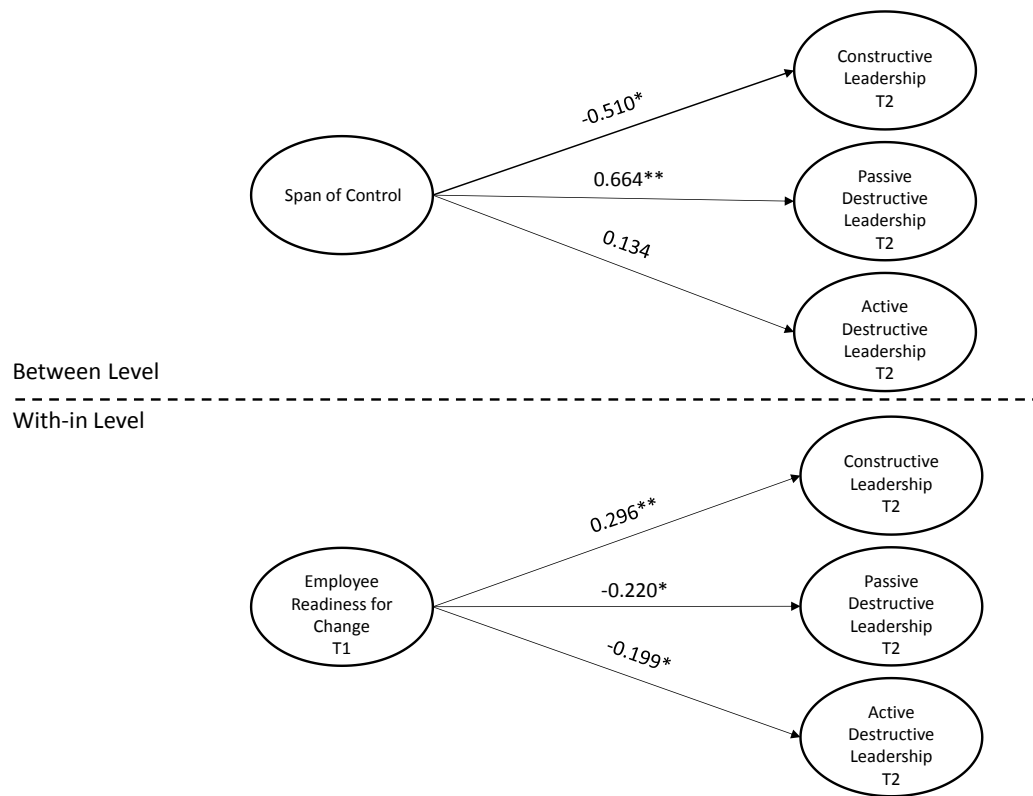 Constructive
Leadership
T2
-0.510*
Span of Control
0.664**
Passive
Destructive
Leadership
T2
0.134
Active
Destructive
Leadership
T2
Between Level
With-in Level
Constructive
Leadership
T2
0.296**
Employee
Readiness for
Change
T1
-0.220*
Passive
Destructive
Leadership
T2
-0.199*
Active
Destructive
Leadership
T2